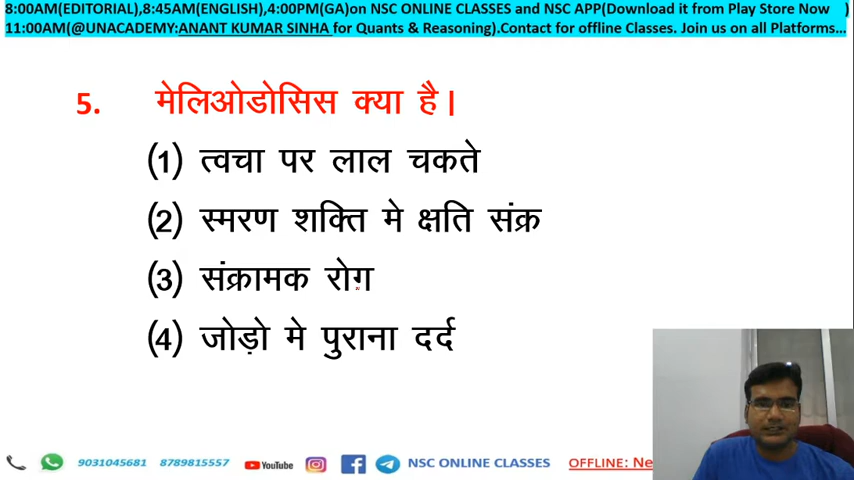 8:00AM(EDITORIAL),8:45AM(ENGLISH),4:00PM(GA)on NSC ONLINE CLASSES and NSC APP(Download it from Play Store Now )
11:00AM(@UNACADEMY:ANANT KUMAR SINHA for Quants & Reasoning).Contact for offline Classes. Join us on all Platforms...
5. मेलिओडोसिस क्या है।
(1) त्वचा पर लाल चकते
(2) स्मरण शक्ति मे क्षति संक्र
(3) संक्रामक रोग
(4) जोड़ो मे पुराना दर्द
9031045681 8789815557 YouTube NSC ONLINE CLASSES OFFLINE: Ne